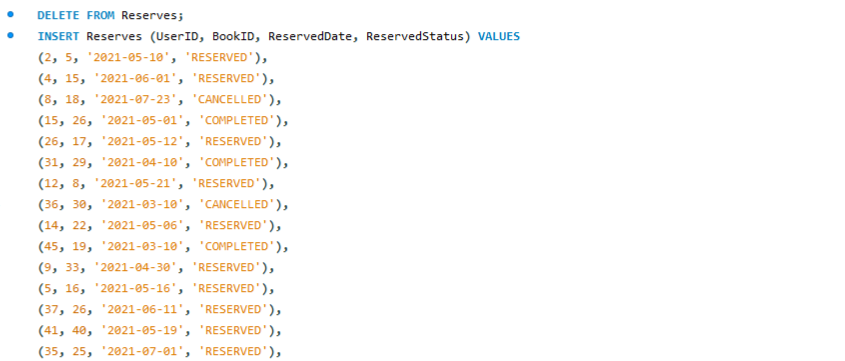 DELETE FROM Reserves;
INSERT Reserves (UserID, BookID, ReservedDate, ReservedStatus) VALUES
(2, 5, '2021-05-10', 'RESERVED'),
(4, 15, '2021-06-01', 'RESERVED'),
(8, 18, '2021-07-23', 'CANCELLED'),
(15, 26, '2021-05-01', 'COMPLETED'),
(26, 17, '2021-05-12', 'RESERVED'),
(31, 29, '2021-04-10', 'COMPLETED'),
(12, 8, '2021-05-21', 'RESERVED'),
(36, 30, '2021-03-10', 'CANCELLED'),
(14, 22, '2021-05-06', 'RESERVED'),
(45, 19, '2021-03-10', 'COMPLETED'),
(9, 33, '2021-04-30', 'RESERVED'),
(5, 16, '2021-05-16', 'RESERVED'),
(37, 26, '2021-06-11', 'RESERVED'),
(41, 40, '2021-05-19', 'RESERVED'),
(35, 25, '2021-07-01', 'RESERVED'),